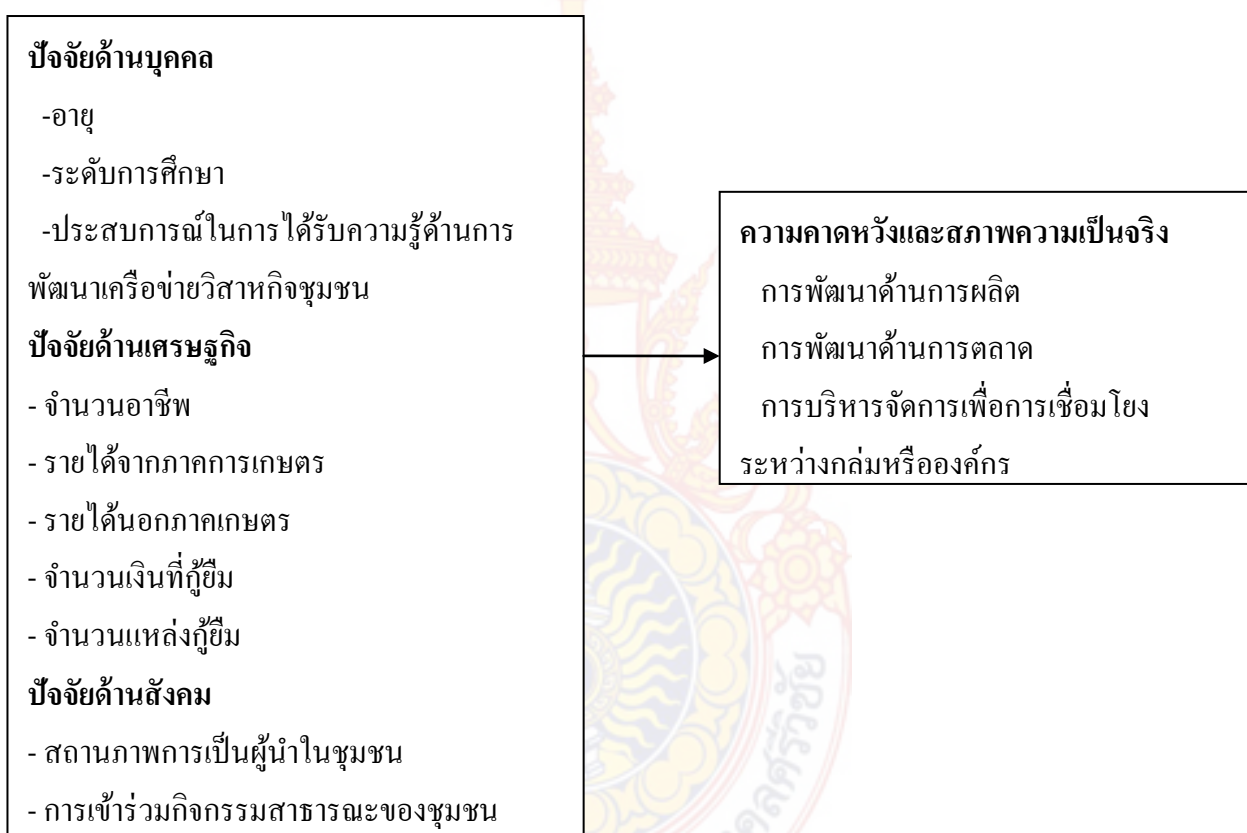 ปัจจัยด้านบุคคล
-อายุ
-ระดับการศึกษา
-ประสบการณ์ในการได้รับความรู้ด้านการ
พัฒนาเครือข่ายวิสาหกิจชุมชน
ปัจจัยด้านเศรษฐกิจ
- จำนวนอาชีพ
- รายได้จากภาคการเกษตร
- รายได้นอกภาคเกษตร
- จำนวนเงินที่กู้ยืม
- จำนวนแหล่งกู้ยืม
ปัจจัยด้านสังคม
- สถานภาพการเป็นผู้นำในชุมชน
- การเข้าร่วมกิจกรรมสาธารณะของชุมชน
ความคาดหวังและสภาพความเป็นจริง
การพัฒนาด้านการผลิต
การพัฒนาด้านการตลาด
การบริหารจัดการเพื่อการเชื่อมโยง
ระหว่างกลุ่มหรือองค์กร